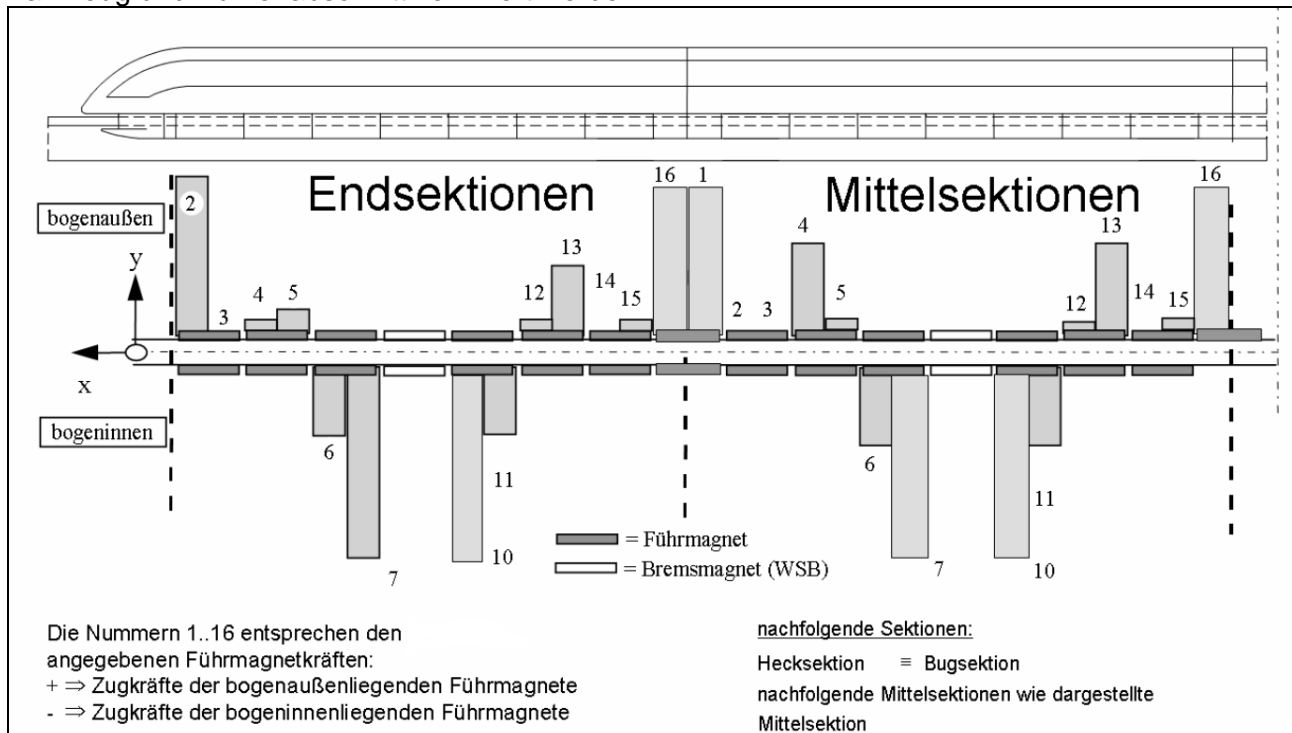 Endsektionen
Mittelsektionen
bogenaußen
y
x
bogeninnen
2
3
4
5
6
7
10
11
12
13
14
15
16
1
2
3
4
5
6
7
10
11
12
13
14
15
16
= Führmagnet
= Bremsmagnet (WSB)
Die Nummern 1..16 entsprechen den
angegebenen Führmagnetkräften:
+ ⇒ Zugkräfte der bogenaußenliegenden Führmagnete
- ⇒ Zugkräfte der bogeninnenliegenden Führmagnete
nachfolgende Sektionen:
Hecksektion ≡ Bugsektion
nachfolgende Mittelsektionen wie dargestellte
Mittelsektion